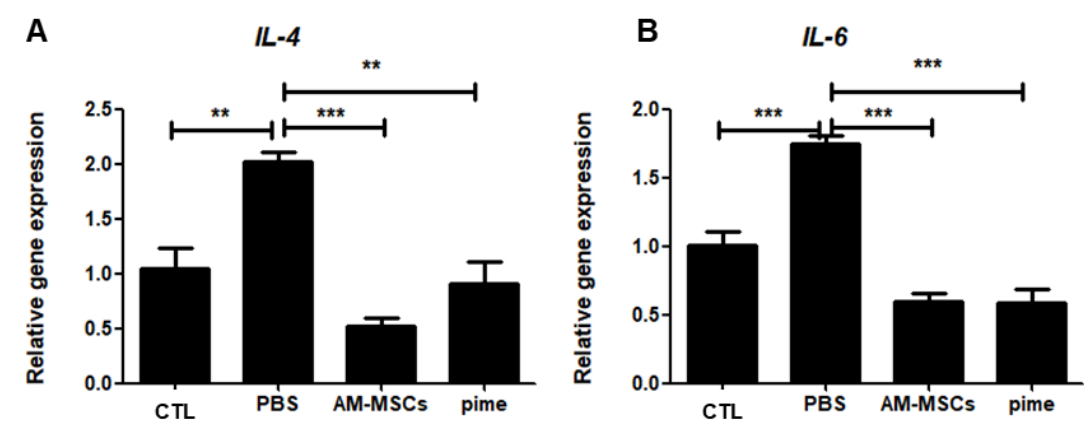 A
IL-4
**
**
***
Relative gene expression
2.5
2.0
1.5
1.0
0.5
0.0
CTL
PBS
AM-MSCs
pime
B
IL-6
***
***
***
Relative gene expression
2.0
1.5
1.0
0.5
0.0
CTL
PBS
AM-MSCs
pime